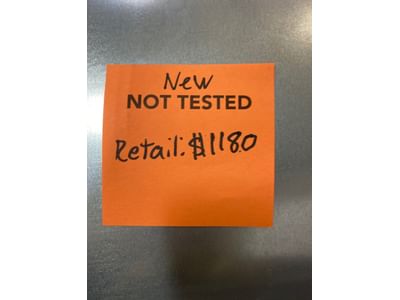 New
NOT TESTED
Retail: $1180